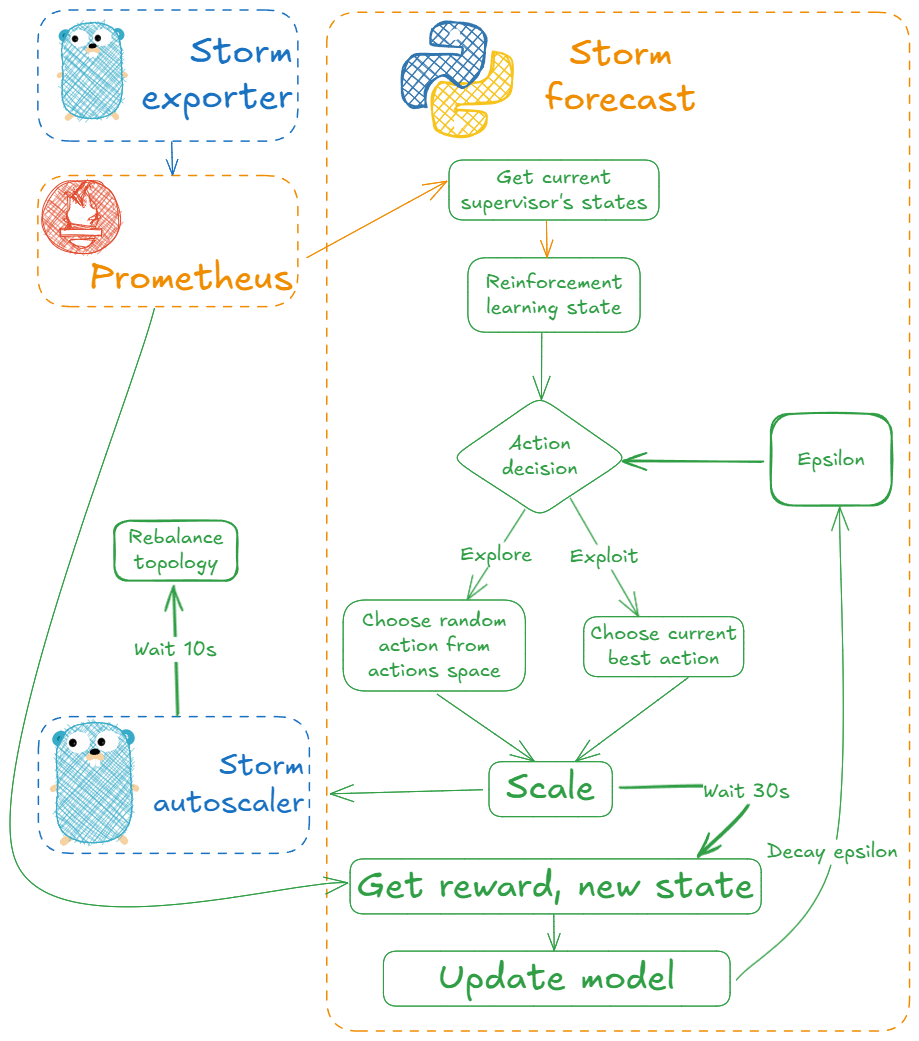 Storm
exporter
Storm
forecast
Prometheus
Get current
supervisor's states
Reinforcement
learning state
Action
decision
Epsilon
Explore
Exploit
Rebalance
topology
Wait 10s
Choose random
action from
actions space
Choose current
best action
Storm
autoscaler
Scale
Wait 30s
Decay epsilon
Get reward, new state
Update model